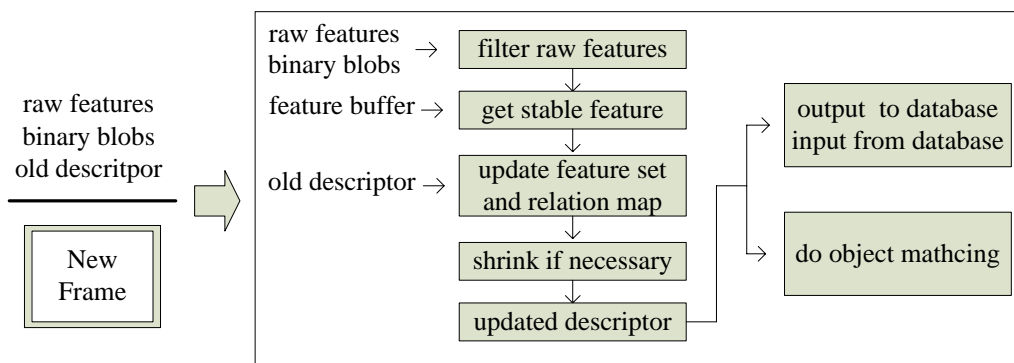 raw features
binary blobs
old descritpor
New
Frame
raw features
binary blobs
filter raw features
feature buffer
get stable feature
old descriptor
update feature set
and relation map
shrink if necessary
updated descriptor
output to database
input from database
do object mathcing